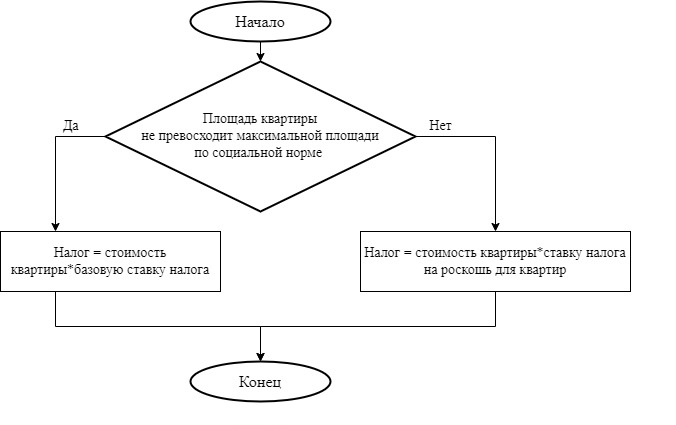 Начало
Площадь квартиры
не превосходит максимальной площади
по социальной норме
Да
Нет
Налог = стоимость
квартиры*базовую ставку налога
Налог = стоимость квартиры*ставку налога
на роскошь для квартир
Конец